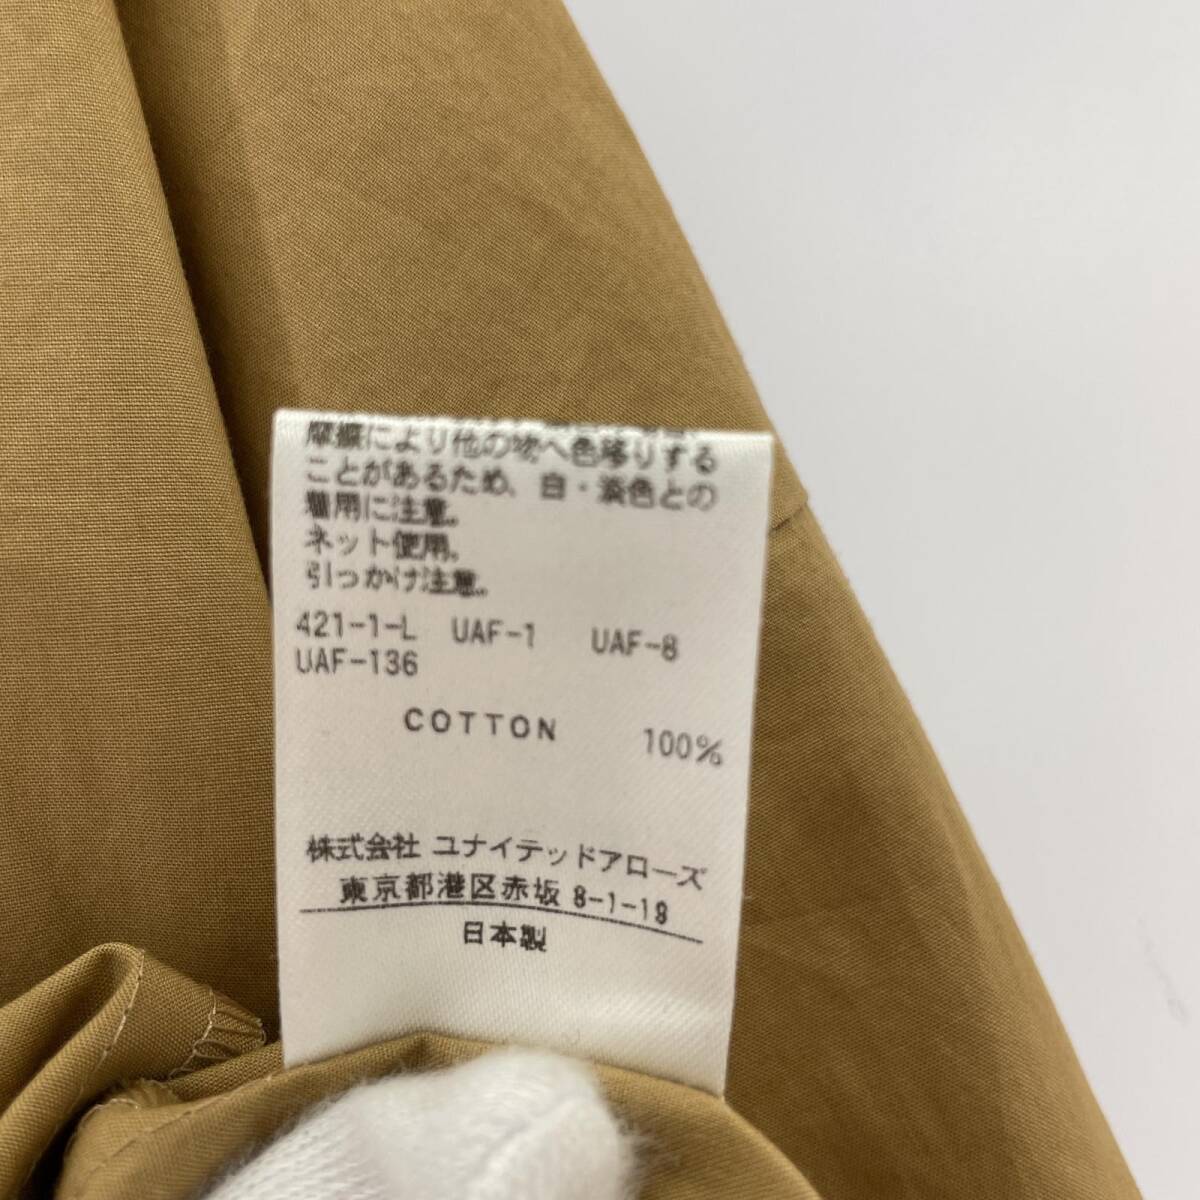 摩擦により他の物へ色移りする
ことがあるため、白・淡色との
着用に注意。
ネット使用。
引っかけ注意。
421-1-L UAF-1 UAF-8
UAF-136
COTTON 100%
株式会社 ユナイテッドアローズ
東京都港区赤坂 8-1-19
日本製